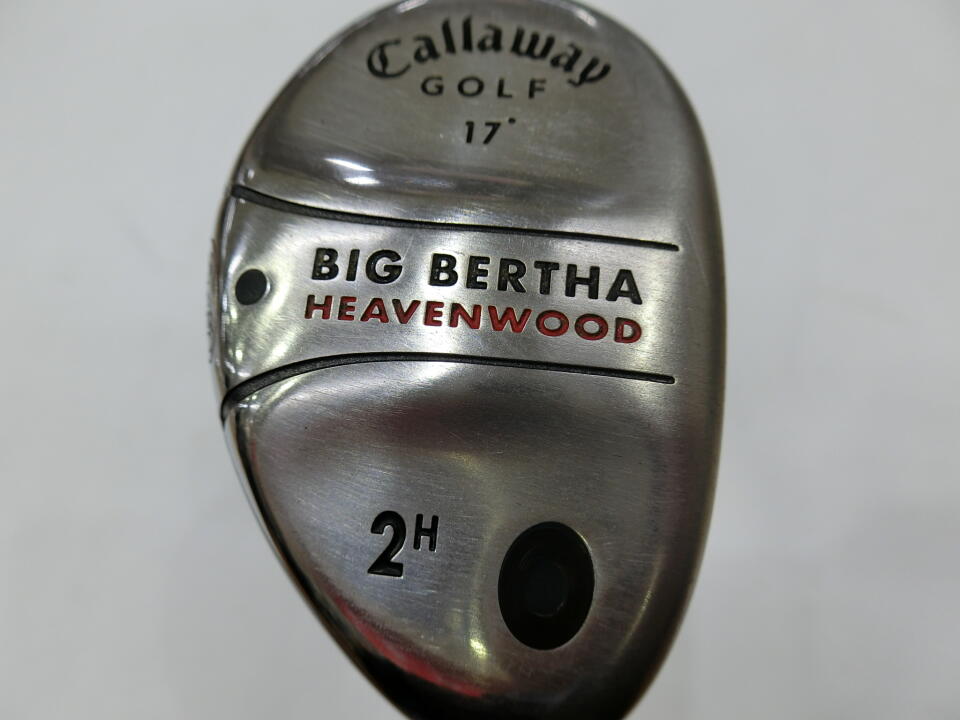 Callaway
GOLF
17°
BIG BERTHA
HEAVENWOOD
2H